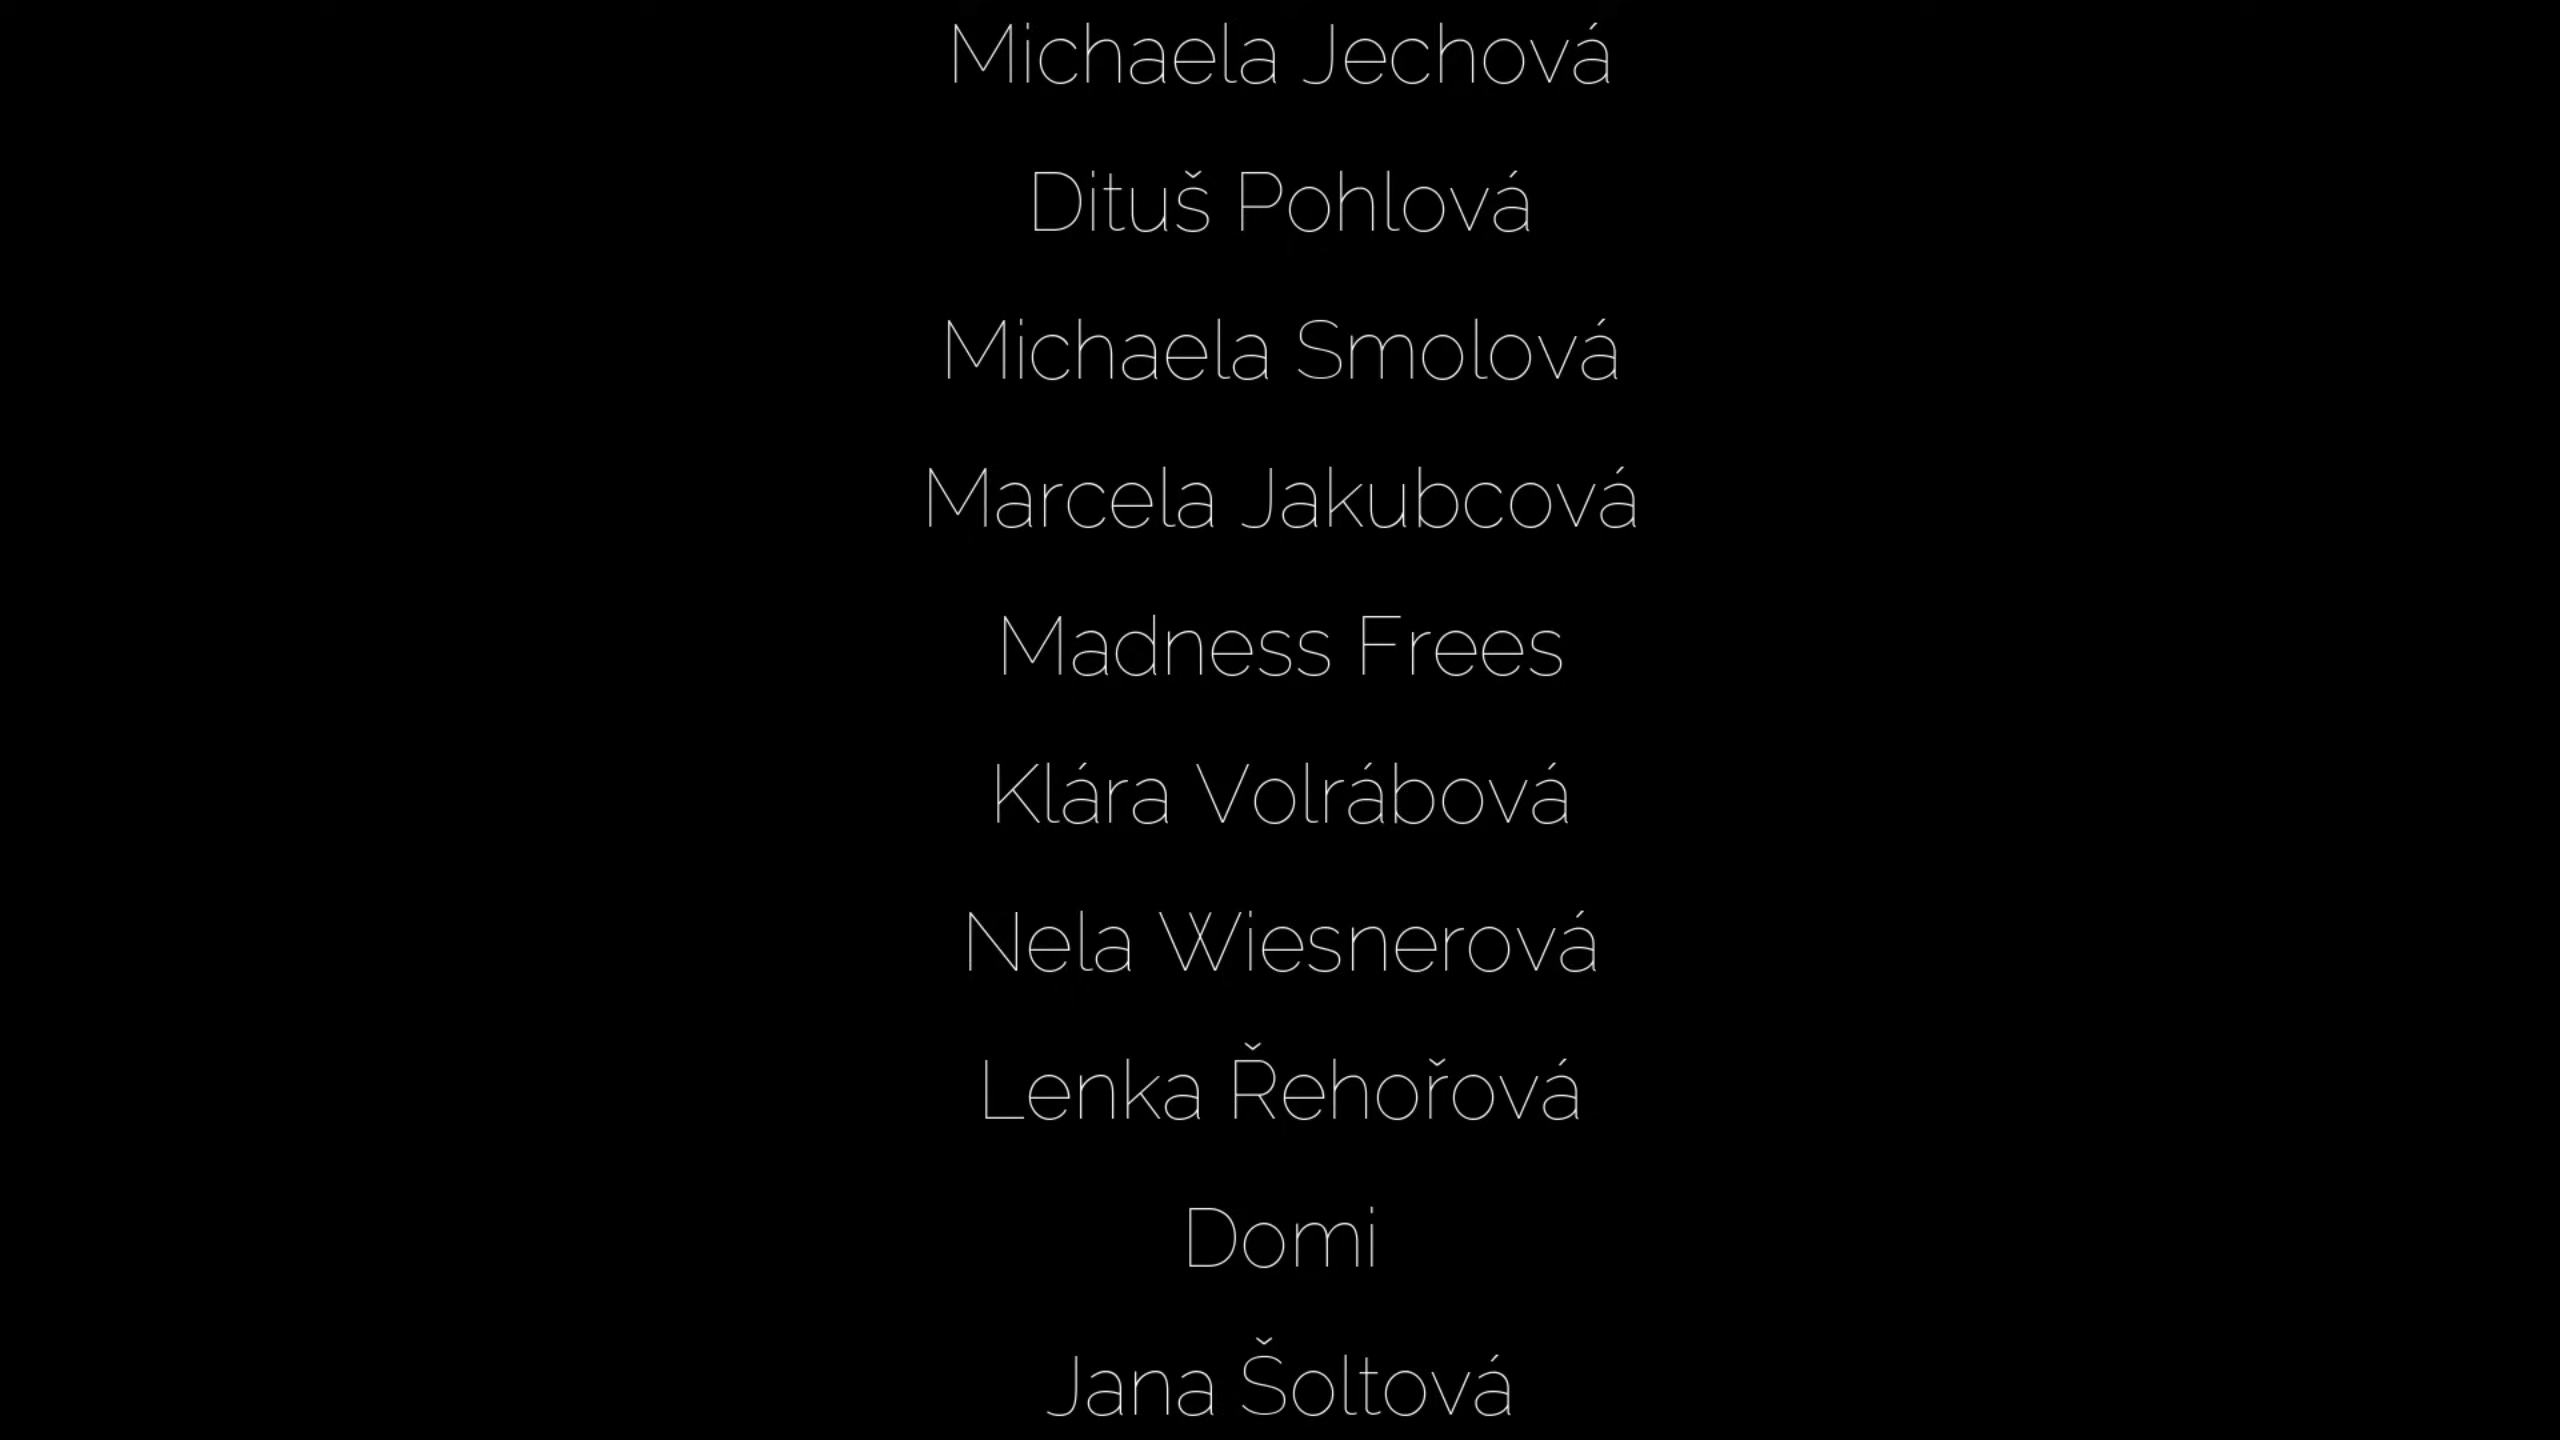 Michaela Jechová
Dituš Pohlová
Michaela Smolová
Marcela Jakubcová
Madness Frees
Klára Volrábová
Nela Wiesnerová
Lenka Řehořová
Domi
Jana Šoltová